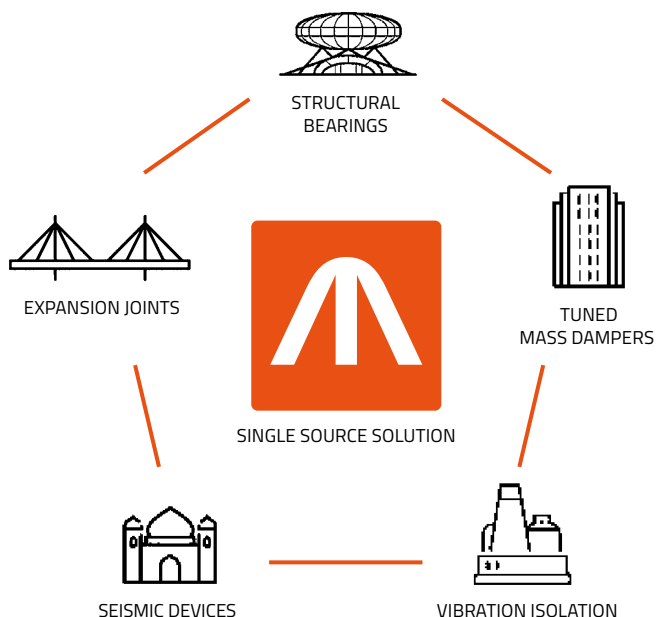 STRUCTURAL
BEARINGS
EXPANSION JOINTS
TUNED
MASS DAMPERS
SINGLE SOURCE SOLUTION
SEISMIC DEVICES
VIBRATION ISOLATION